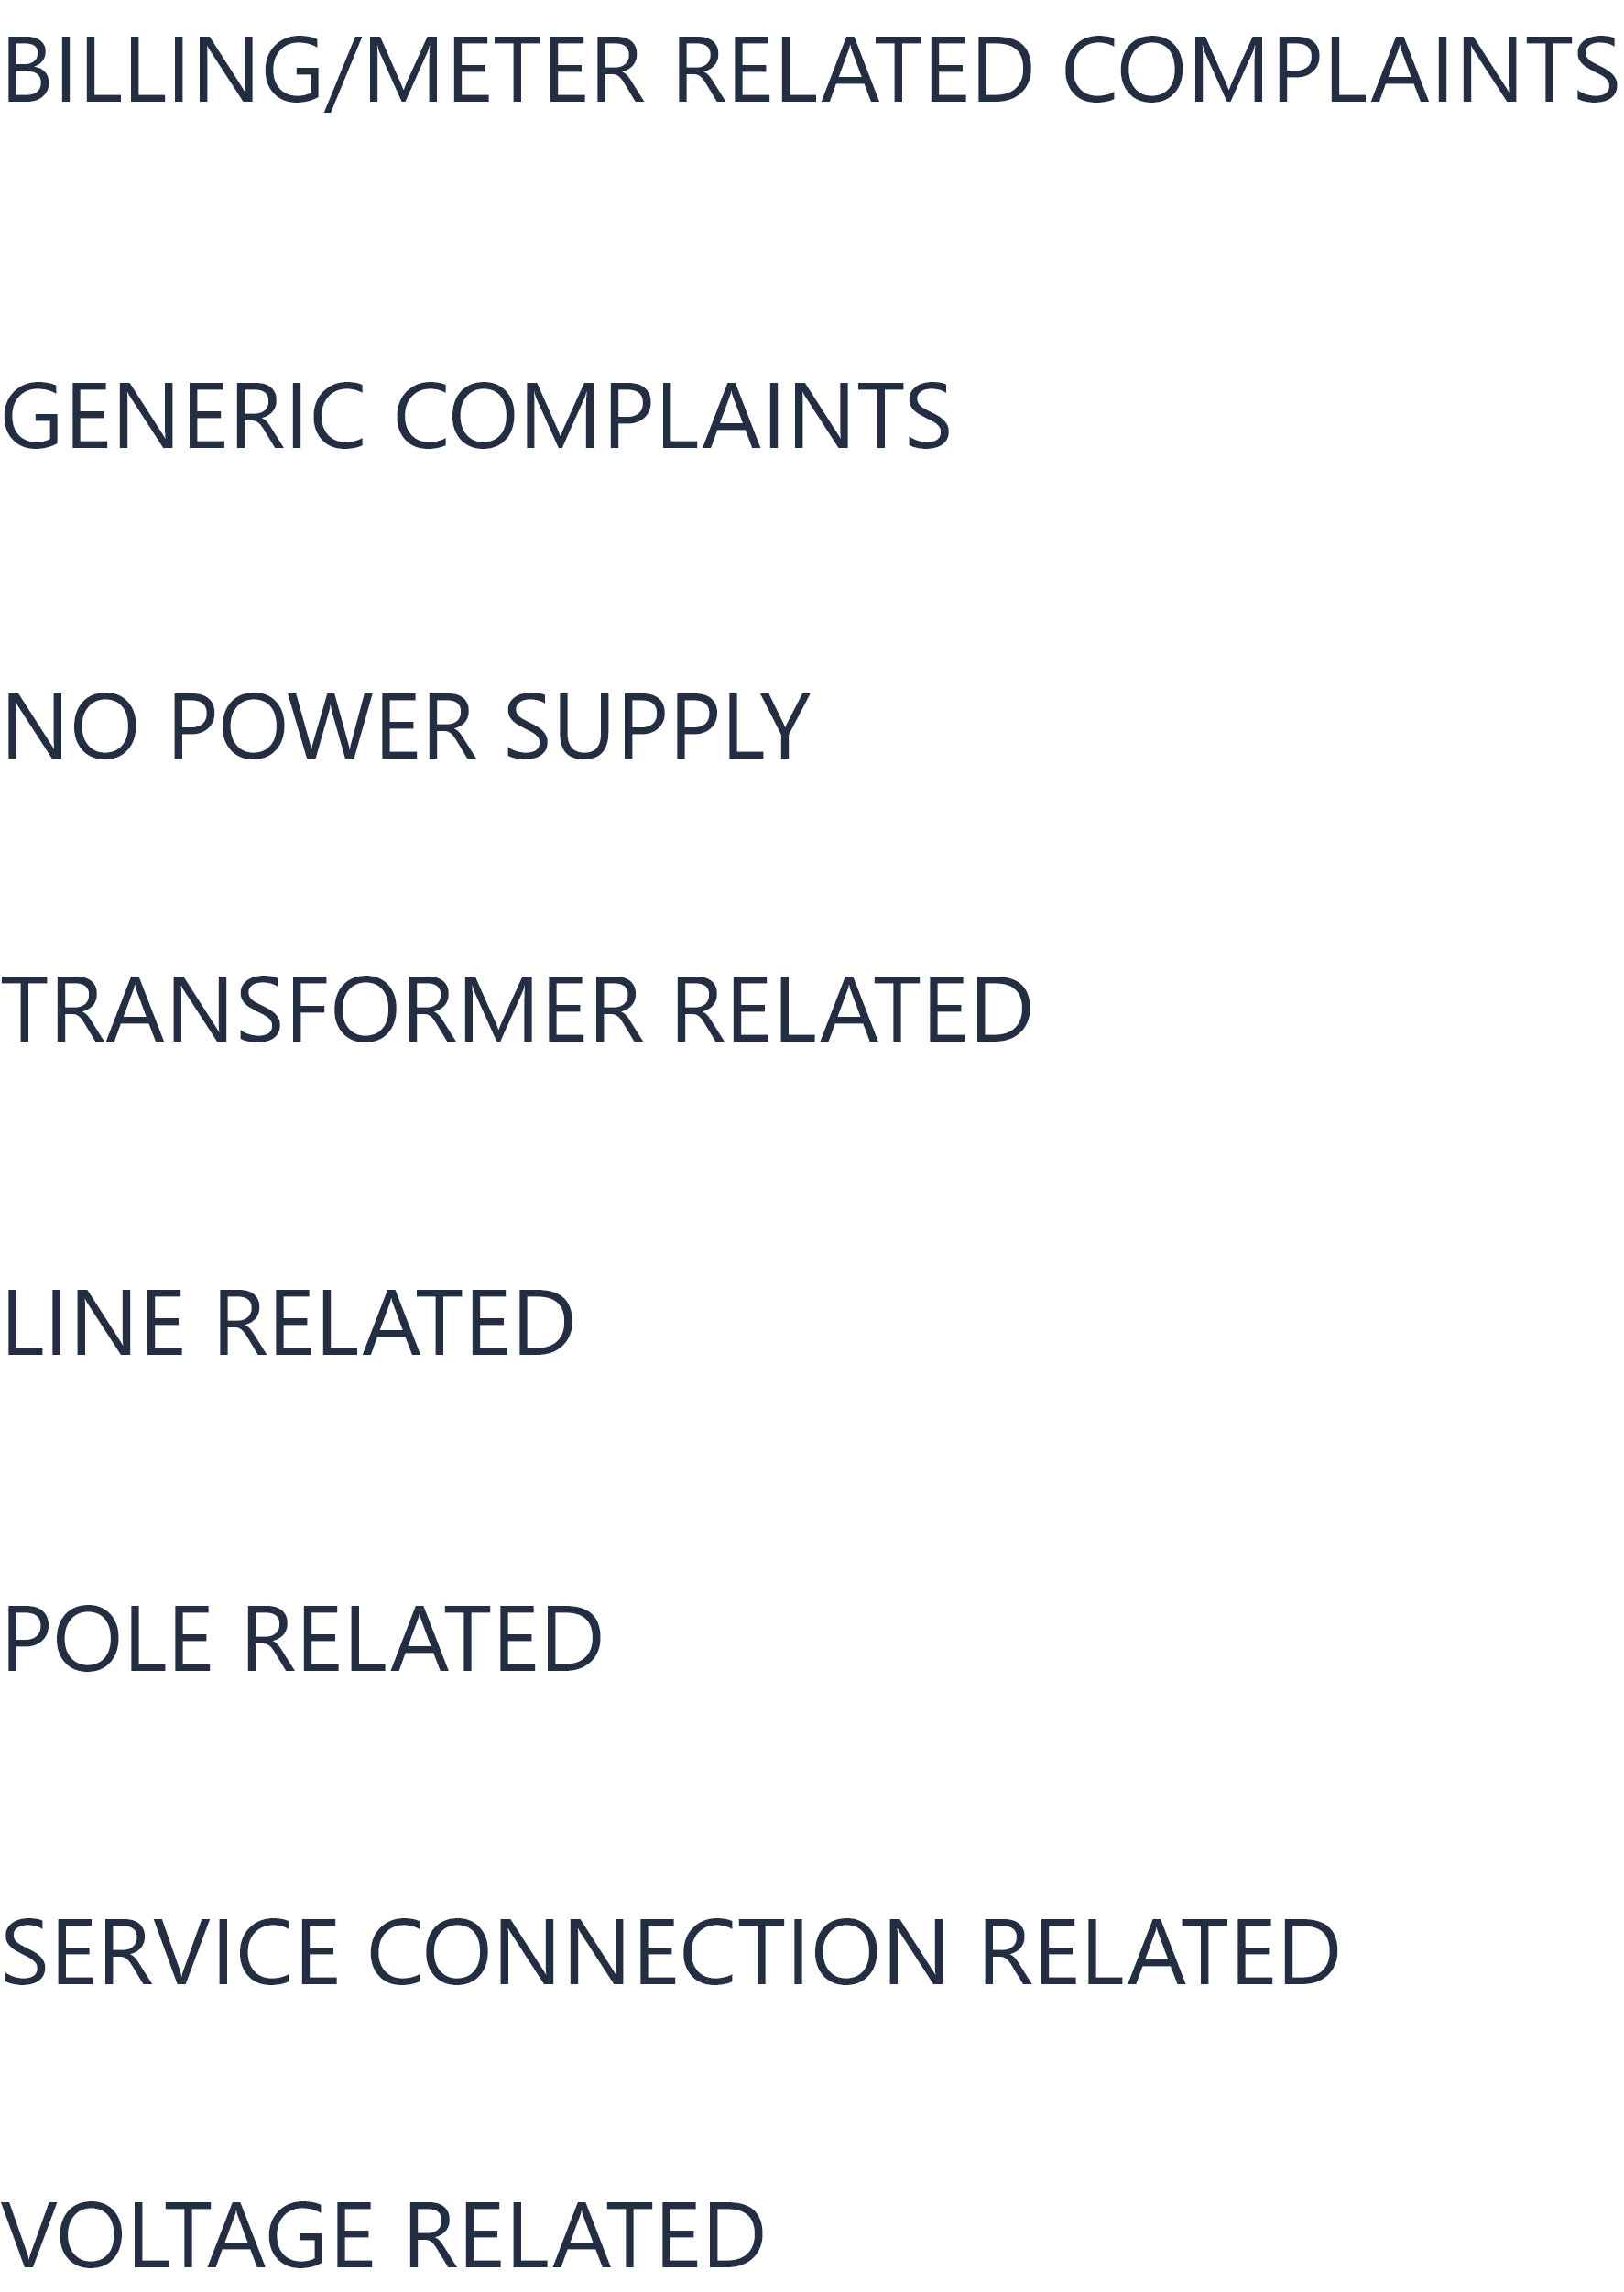 BILLING/METER RELATED COMPLAINTS
GENERIC COMPLAINTS
NO POWER SUPPLY
TRANSFORMER RELATED
LINE RELATED
POLE RELATED
SERVICE CONNECTION RELATED
VOLTAGE RELATED